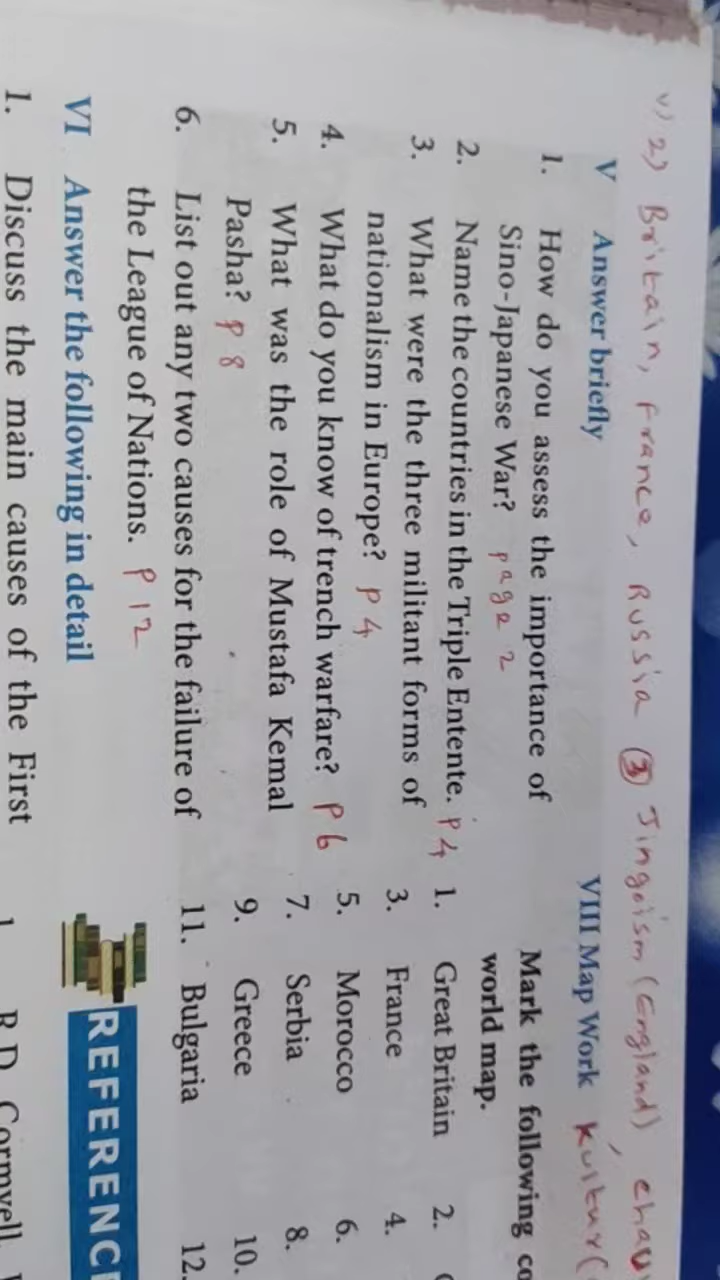 v) 2) Britain, France, Russia (3) Jingoism (England) chau
Kultur(
V Answer briefly
1. How do you assess the importance of
Sino-Japanese War? page 2
2. Name the countries in the Triple Entente. P 4
3. What were the three militant forms of
nationalism in Europe? P 4
4. What do you know of trench warfare? P 6
5. What was the role of Mustafa Kemal
Pasha? P 8
6. List out any two causes for the failure of
the League of Nations. P 12
VI Answer the following in detail
1. Discuss the main causes of the First
VIII Map Work
Mark the following co
world map.
1. Great Britain 2.
3. France 4.
5. Morocco 6.
7. Serbia 8.
9. Greece 10.
11. Bulgaria 12.
REFERENC
1. B.D. Cornwell,